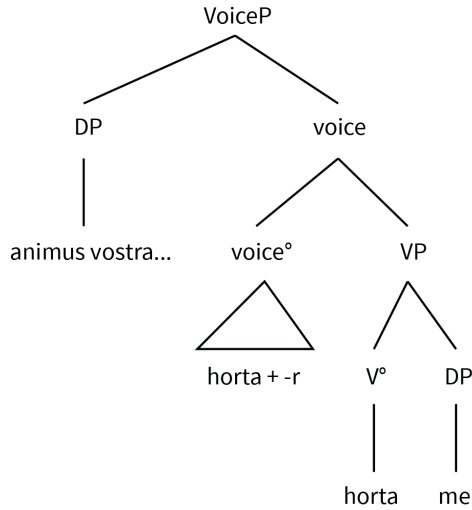 VoiceP
DP voice
animus vostra... voice° VP
horta + -r V° DP
horta me